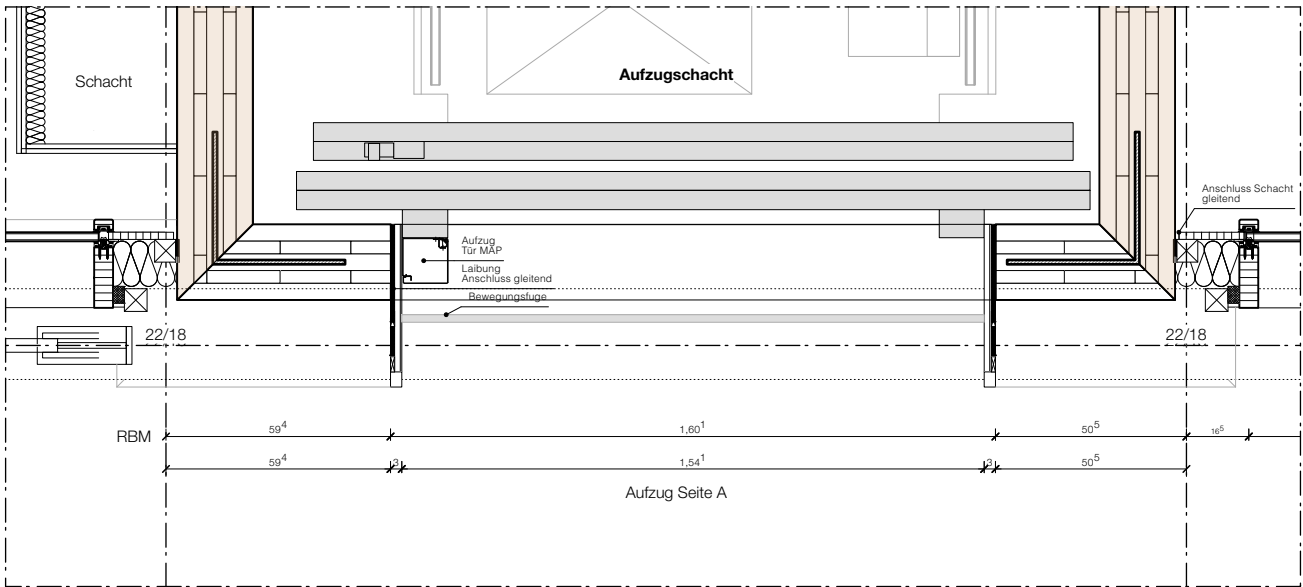 Schacht
Aufzugschacht
Anschluss Schacht
gleitend
Aufzug
Tür MAP
Laibung
Anschluss gleitend
Bewegungsfuge
22/18
22/18
RBM
59⁴
1,60¹
50⁵
16⁵
59⁴
3
1,54¹
3
50⁵
Aufzug Seite A